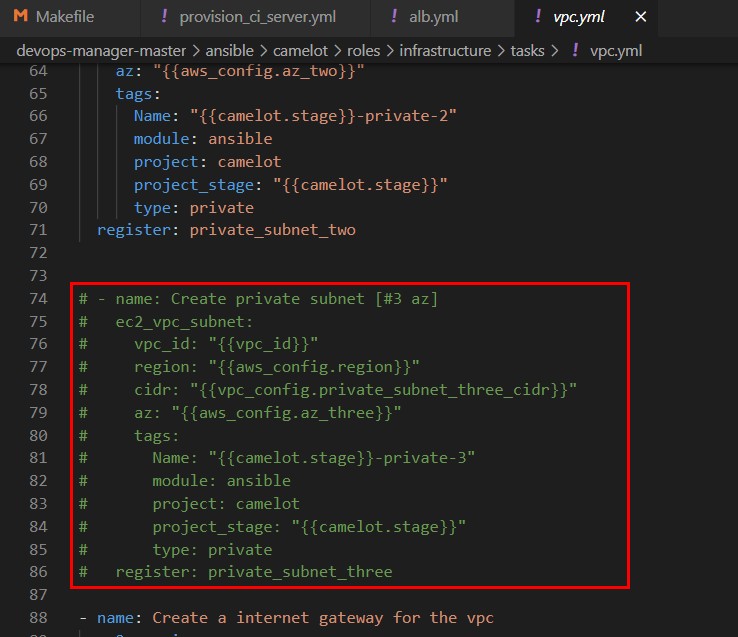 Makefile ! provision_ci_server.yml ! alb.yml ! vpc.yml ×
devops-manager-master > ansible > camelot > roles > infrastructure > tasks > ! vpc.yml
64 az: "{{aws_config.az_two}}"
65 tags:
66 Name: "{{camelot.stage}}-private-2"
67 module: ansible
68 project: camelot
69 project_stage: "{{camelot.stage}}"
70 type: private
71 register: private_subnet_two
72
73
74 # - name: Create private subnet [#3 az]
75 #   ec2_vpc_subnet:
76 #     vpc_id: "{{vpc_id}}"
77 #     region: "{{aws_config.region}}"
78 #     cidr: "{{vpc_config.private_subnet_three_cidr}}"
79 #     az: "{{aws_config.az_three}}"
80 #     tags:
81 #       Name: "{{camelot.stage}}-private-3"
82 #       module: ansible
83 #       project: camelot
84 #       project_stage: "{{camelot.stage}}"
85 #       type: private
86 #   register: private_subnet_three
87
88 - name: Create a internet gateway for the vpc